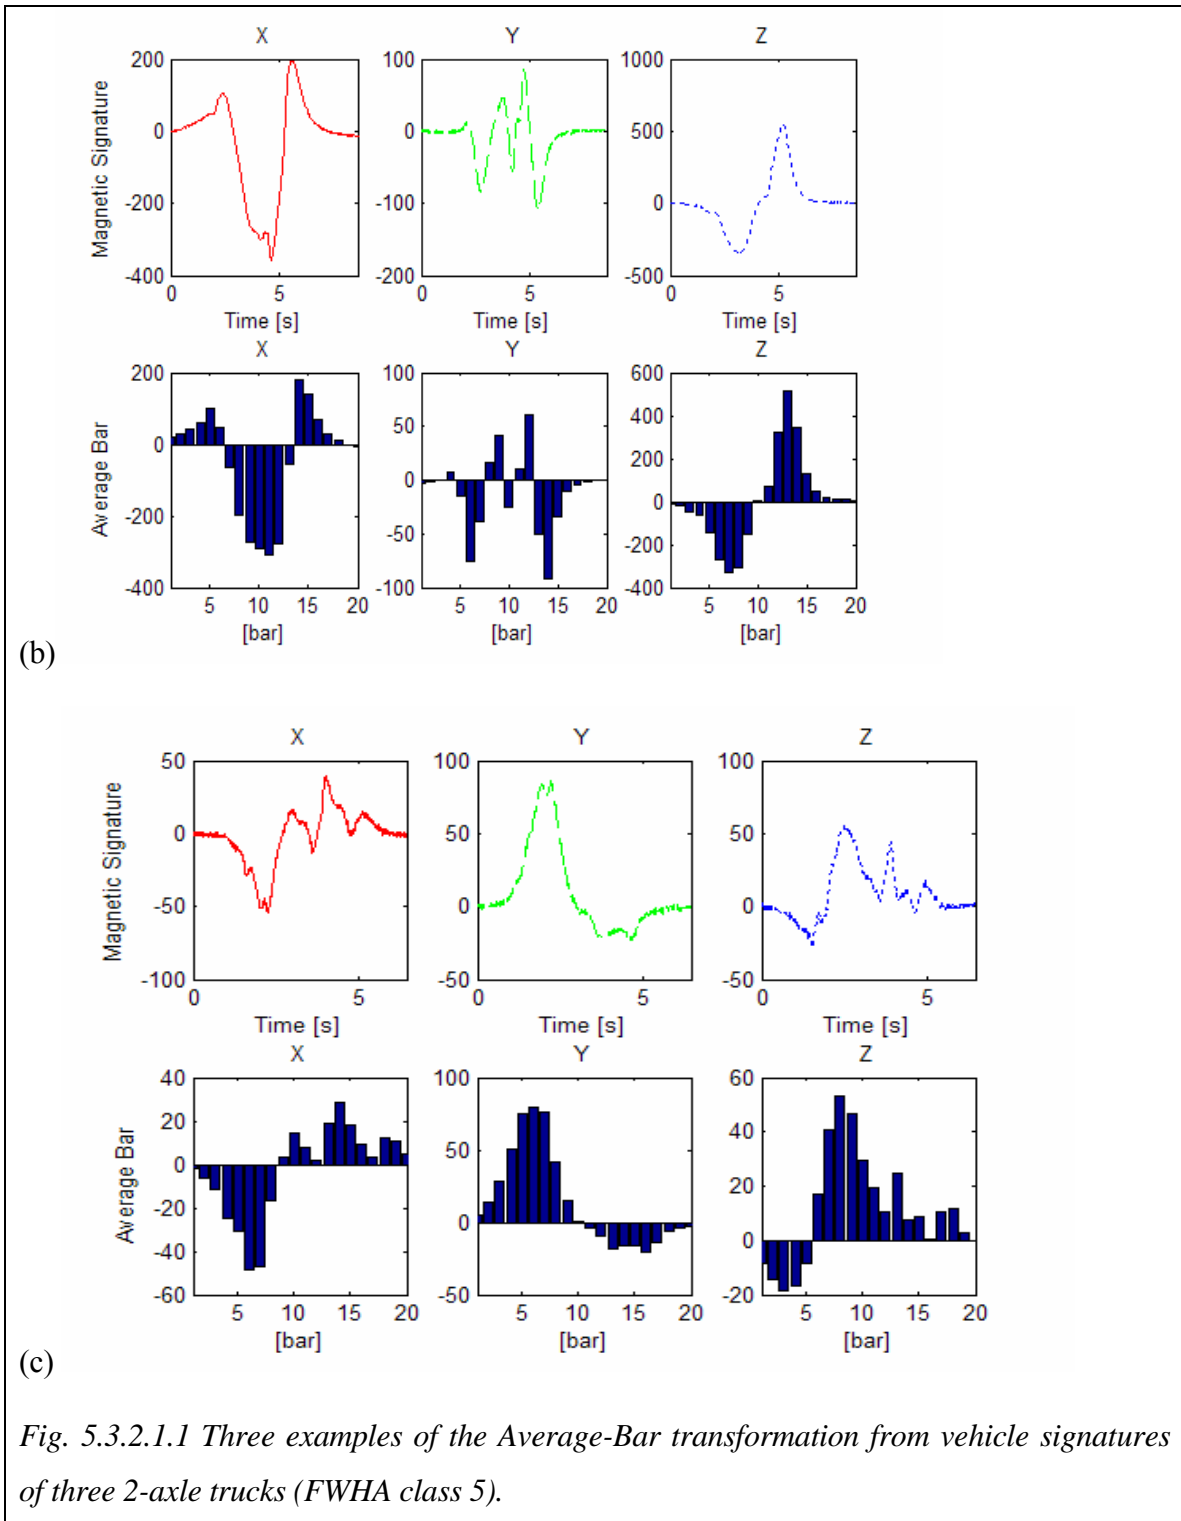 X Y Z
200 100 1000
Magnetic Signature
0 0 500
-200 -100 0
-400 -200 -500
0 5 0 5 0 5
Time [s] Time [s] Time [s]
X Y Z
200 100 600
Average Bar
0 50 400
-200 0 200
-400 -50 0
-100 -200
-400
5 10 15 20 5 10 15 20 5 10 15 20
[bar] [bar] [bar]
(b)
X Y Z
50 100 100
Magnetic Signature
0 50 50
-50 0 0
-100 -50 -50
0 5 0 5 0 5
Time [s] Time [s] Time [s]
X Y Z
40 100 60
Average Bar
20 50 40
0 0 20
-20 -50 0
-40 -20
-60
5 10 15 20 5 10 15 20 5 10 15 20
[bar] [bar] [bar]
(c)
Fig. 5.3.2.1.1 Three examples of the Average-Bar transformation from vehicle signatures
of three 2-axle trucks (FWHA class 5).